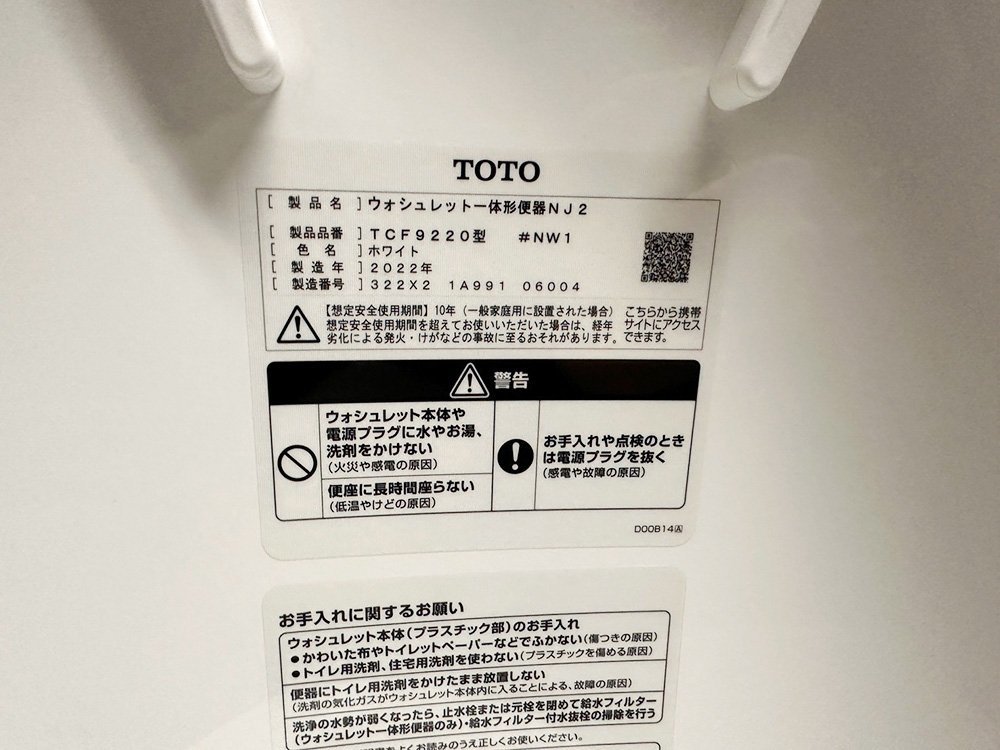 TOTO
[ 製品名 ] ウォシュレット一体形便器NJ2
[ 製品品番 ] TCF9220型 #NW1
[ 色名 ] ホワイト
[ 製造年 ] 2022年
[ 製造番号 ] 322X2 1A991 06004
【想定安全使用期間】10年（一般家庭用に設置された場合）
想定安全使用期間を超えてお使いいただいた場合は、経年
劣化による発火・けがなどの事故に至るおそれがあります。
こちらから携帯
サイトにアクセス
できます。
警告
ウォシュレット本体や
電源プラグに水やお湯、
洗剤をかけない
（火災や感電の原因）
便座に長時間座らない
（低温やけどの原因）
お手入れや点検のとき
は電源プラグを抜く
（感電や故障の原因）
D00B14Ⓐ
お手入れに関するお願い
ウォシュレット本体（プラスチック部）のお手入れ
●かわいた布やトイレットペーパーなどでふかない（傷つきの原因）
●トイレ用洗剤、住宅用洗剤を使わない（プラスチックを傷める原因）
便器にトイレ用洗剤をかけたまま放置しない
（洗剤の気化ガスがウォシュレット本体内に入ることによる、故障の原因）
洗浄の水勢が弱くなったら、止水栓または元栓を閉めて給水フィルター
（ウォシュレット一体形便器のみ）・給水フィルター付水抜栓の掃除を行う
をよくお読みのうえ正しくお使いください。